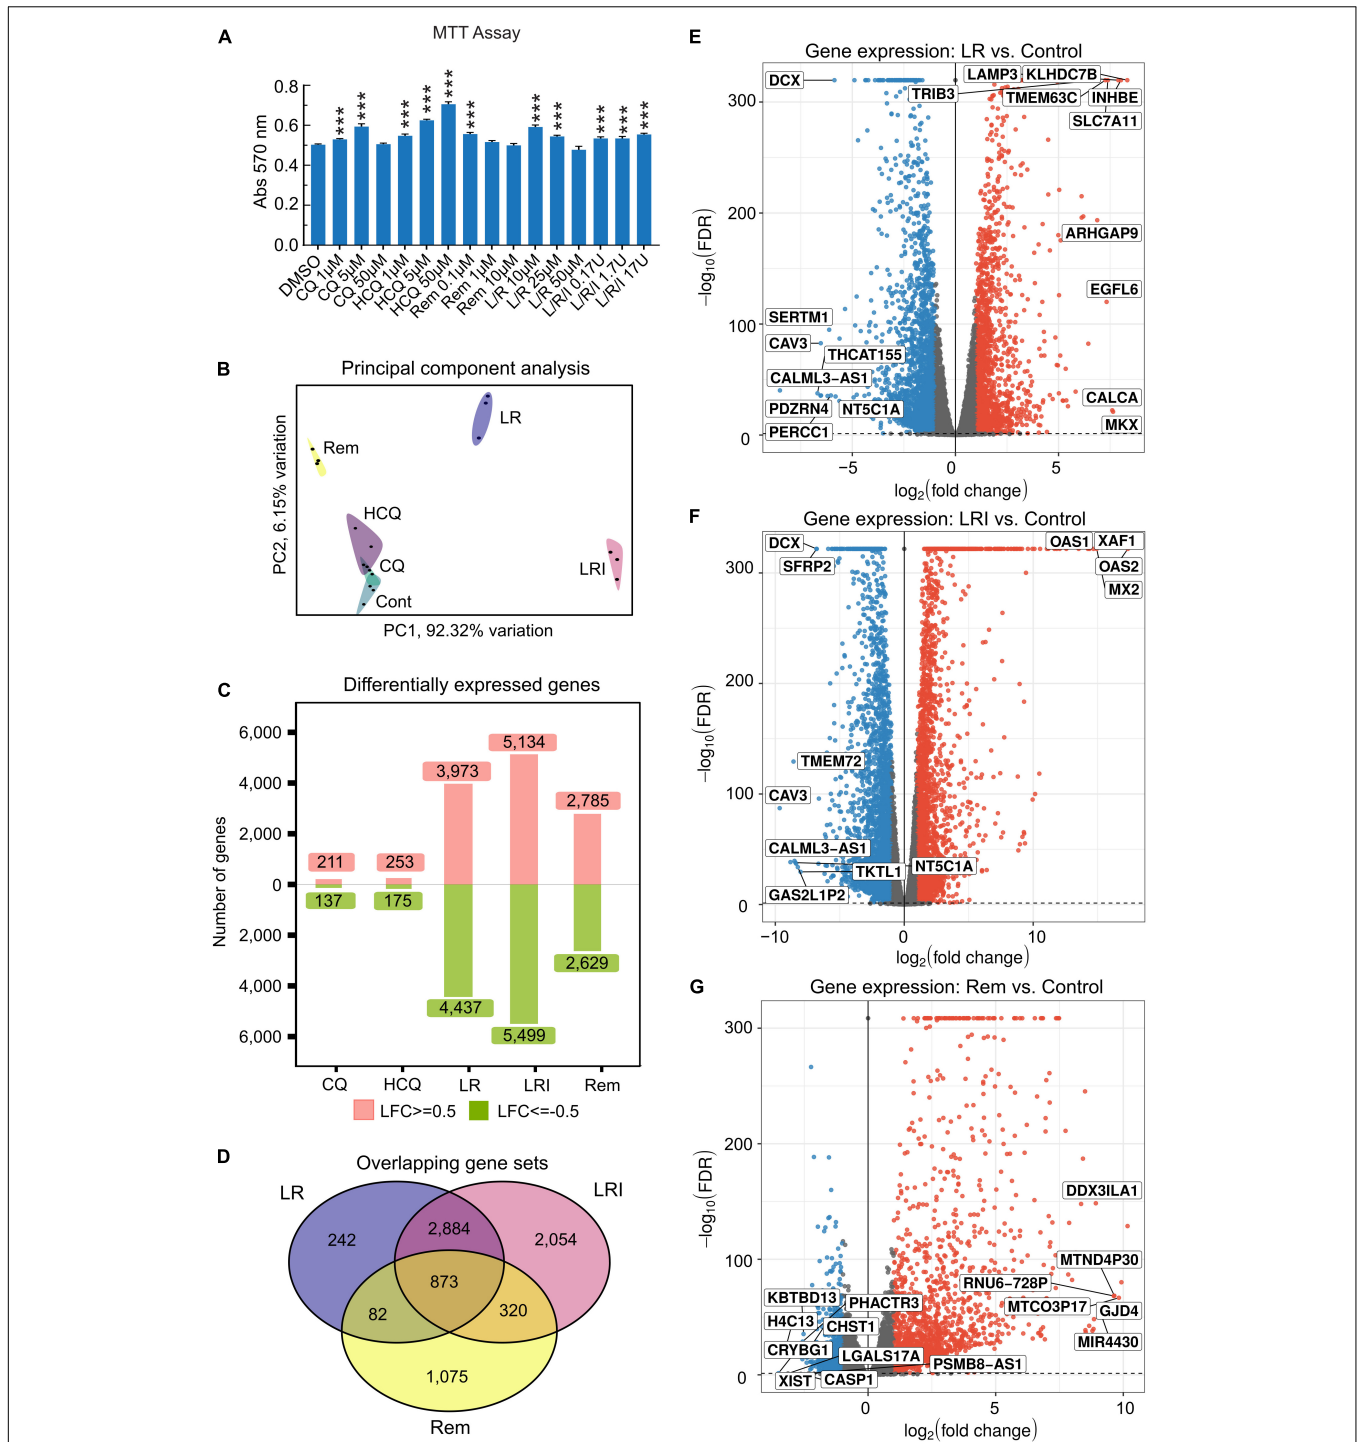 A
MTT Assay
Abs 570 nm
0.8
0.6
0.4
0.2
0.0
***
***
***
***
***
***
***
***
***
***
***
DMSO
CQ 1µM
CQ 5µM
CQ 50µM
HCQ 1µM
HCQ 5µM
HCQ 50µM
Rem 0.1µM
Rem 1µM
Rem 10µM
L/R 10µM
L/R 25µM
L/R 50µM
L/R/I 0.17U
L/R/I 1.7U
L/R/I 17U
B
Principal component analysis
PC2, 6.15% variation
LR
Rem
HCQ
CQ
Cont
LRI
PC1, 92.32% variation
C
Differentially expressed genes
Number of genes
6,000
4,000
2,000
0
2,000
4,000
6,000
211
137
253
175
3,973
4,437
5,134
5,499
2,785
2,629
CQ
HCQ
LR
LRI
Rem
LFC>=0.5
LFC<=-0.5
D
Overlapping gene sets
LR
LRI
242
2,884
2,054
873
82
320
1,075
Rem
E
Gene expression: LR vs. Control
−log10(FDR)
300
200
100
0
DCX
LAMP3
KLHDC7B
TRIB3
TMEM63C
INHBE
SLC7A11
ARHGAP9
EGFL6
SERTM1
CAV3
THCAT155
CALML3−AS1
PDZRN4
NT5C1A
PERCC1
CALCA
MKX
−5
0
5
log2(fold change)
F
Gene expression: LRI vs. Control
−log10(FDR)
300
200
100
0
DCX
SFRP2
OAS1
XAF1
OAS2
MX2
TMEM72
CAV3
CALML3−AS1
TKTL1
NT5C1A
GAS2L1P2
−10
0
10
log2(fold change)
G
Gene expression: Rem vs. Control
−log10(FDR)
300
200
100
0
DDX3ILA1
MTND4P30
RNU6−728P
MTCO3P17
GJD4
MIR4430
KBTBD13
PHACTR3
H4C13
CHST1
CRYBG1
LGALS17A
PSMB8−AS1
XIST
CASP1
0
5
10
log2(fold change)